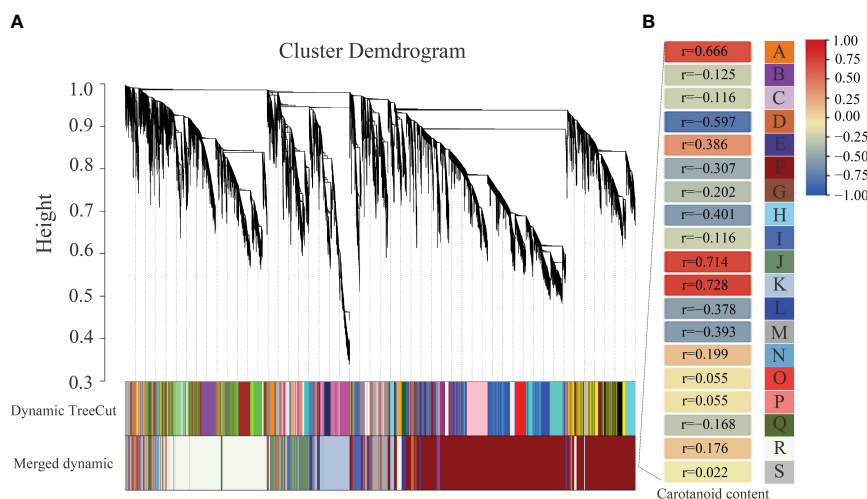 A
B
Cluster Demdrogram
1.0
0.9
0.8
0.7
0.6
0.5
0.4
0.3
Height
Dynamic TreeCut
Merged dynamic
r=0.666 A
r=−0.125 B
r=−0.116 C
r=−0.597 D
r=0.386 E
r=−0.307 F
r=−0.202 G
r=−0.401 H
r=−0.116 I
r=0.714 J
r=0.728 K
r=−0.378 L
r=−0.393 M
r=0.199 N
r=0.055 O
r=0.055 P
r=−0.168 Q
r=0.176 R
r=0.022 S
Carotanoid content
1.00
0.75
0.50
0.25
0.00
−0.25
−0.50
−0.75
−1.00